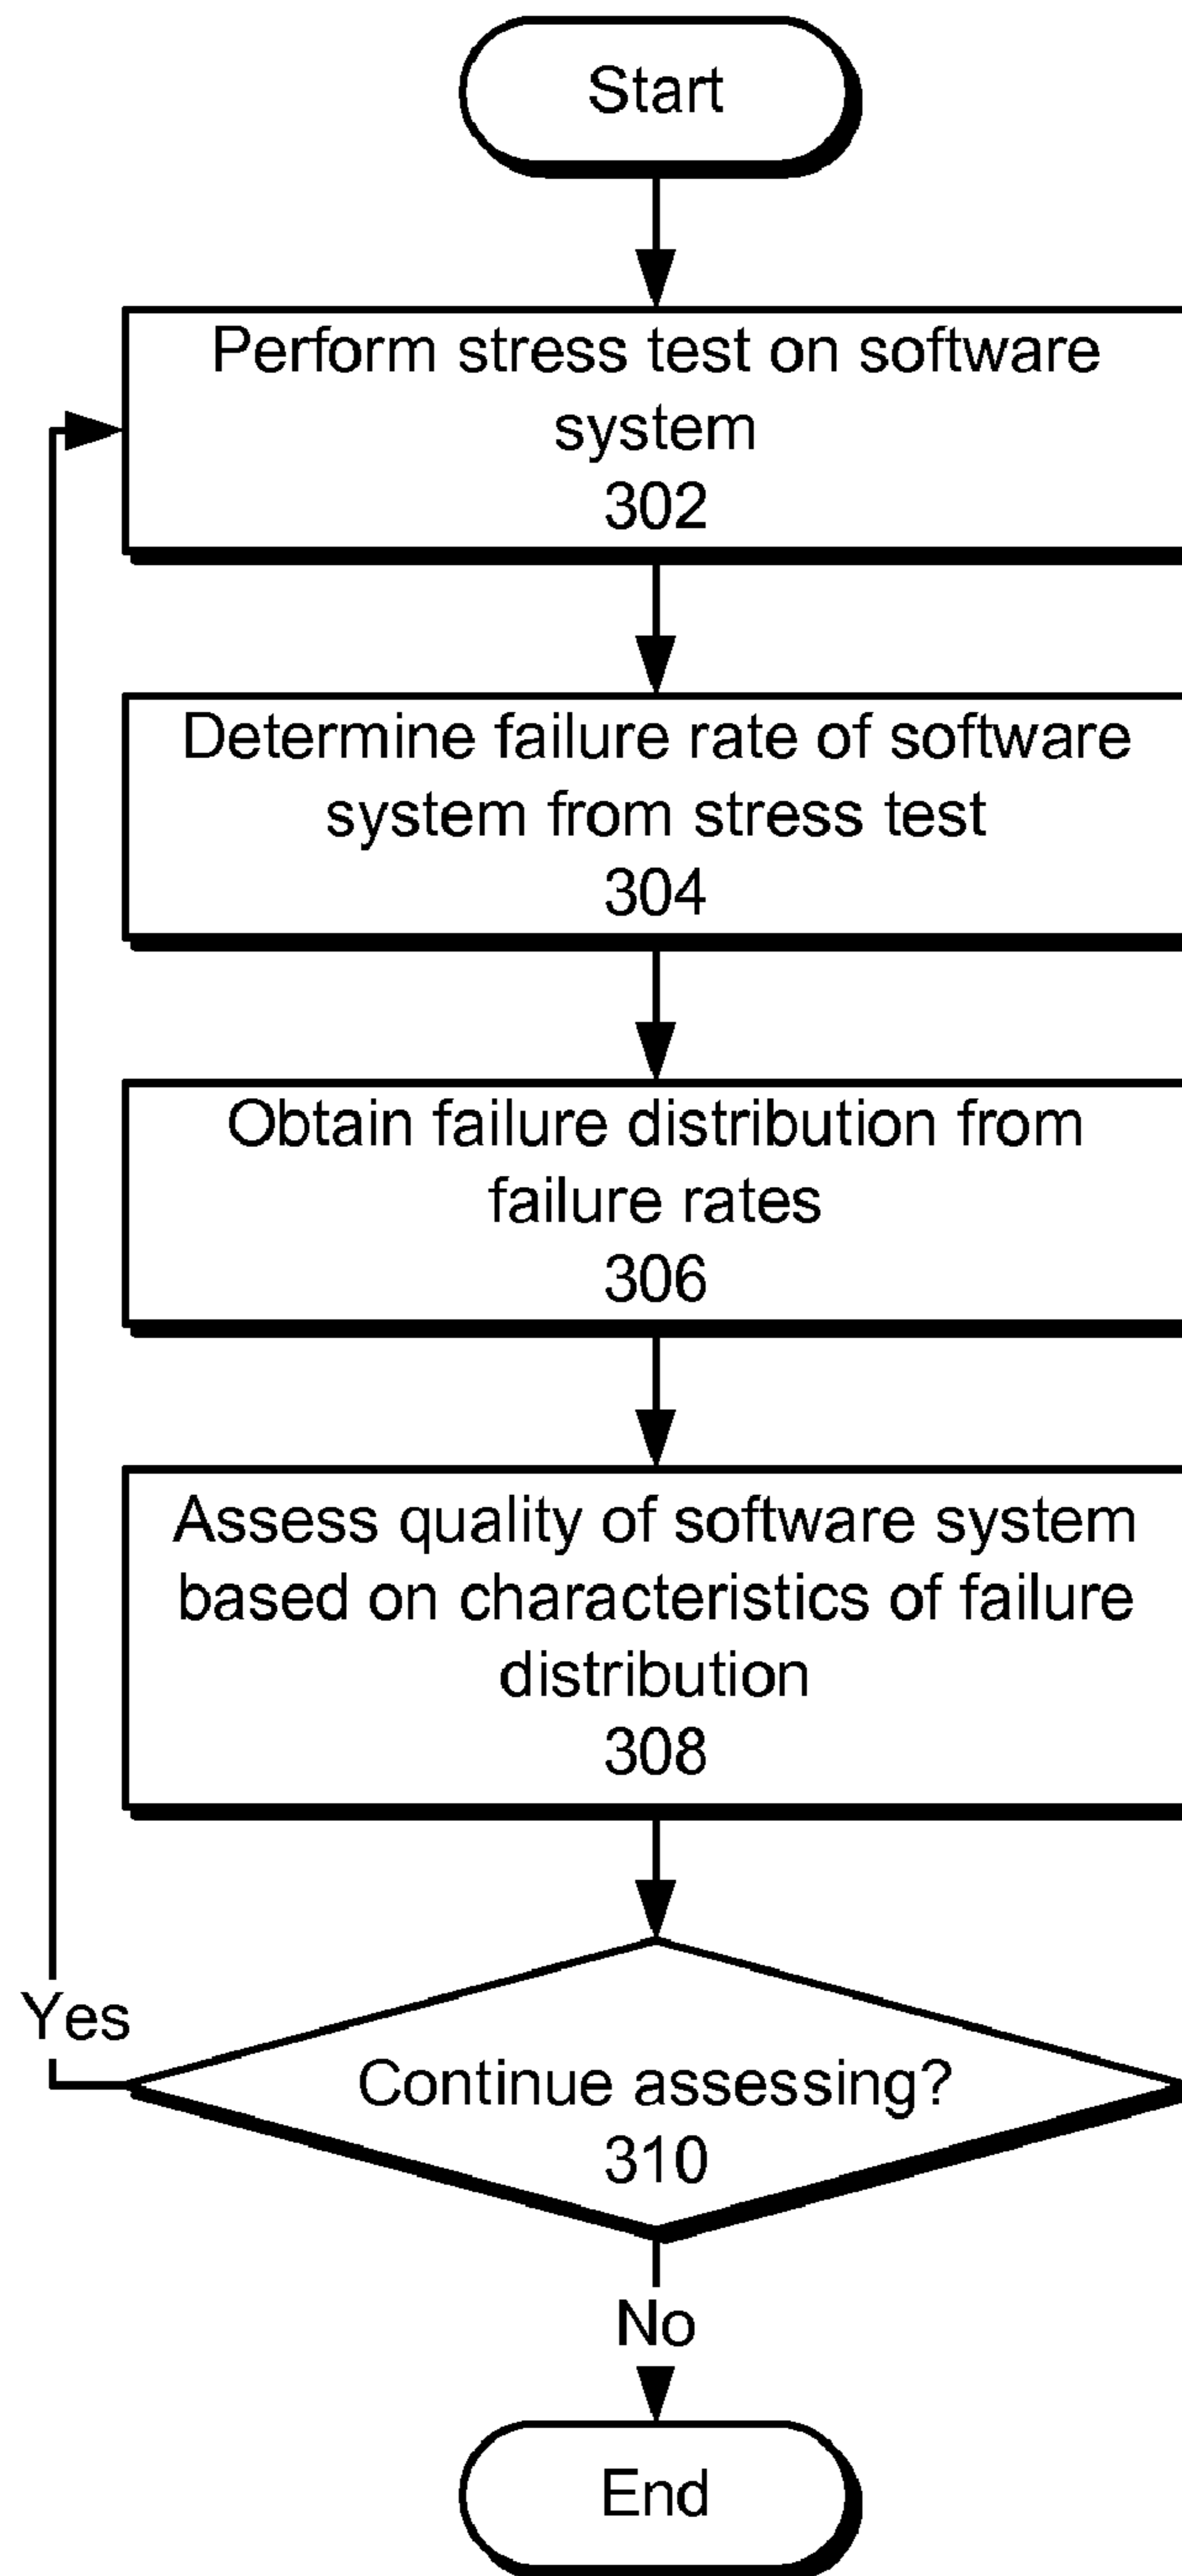 Start
Perform stress test on software
system
302
Determine failure rate of software
system from stress test
304
Obtain failure distribution from
failure rates
306
Assess quality of software system
based on characteristics of failure
distribution
308
Yes
Continue assessing?
310
No
End